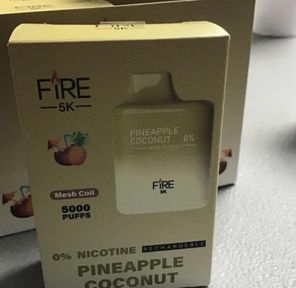 FIRE
5K
Mesh Coil
5000
PUFFS
PINEAPPLE
COCONUT 0%
FIRE
5K
0% NICOTINE RECHARGEABLE
PINEAPPLE
COCONUT